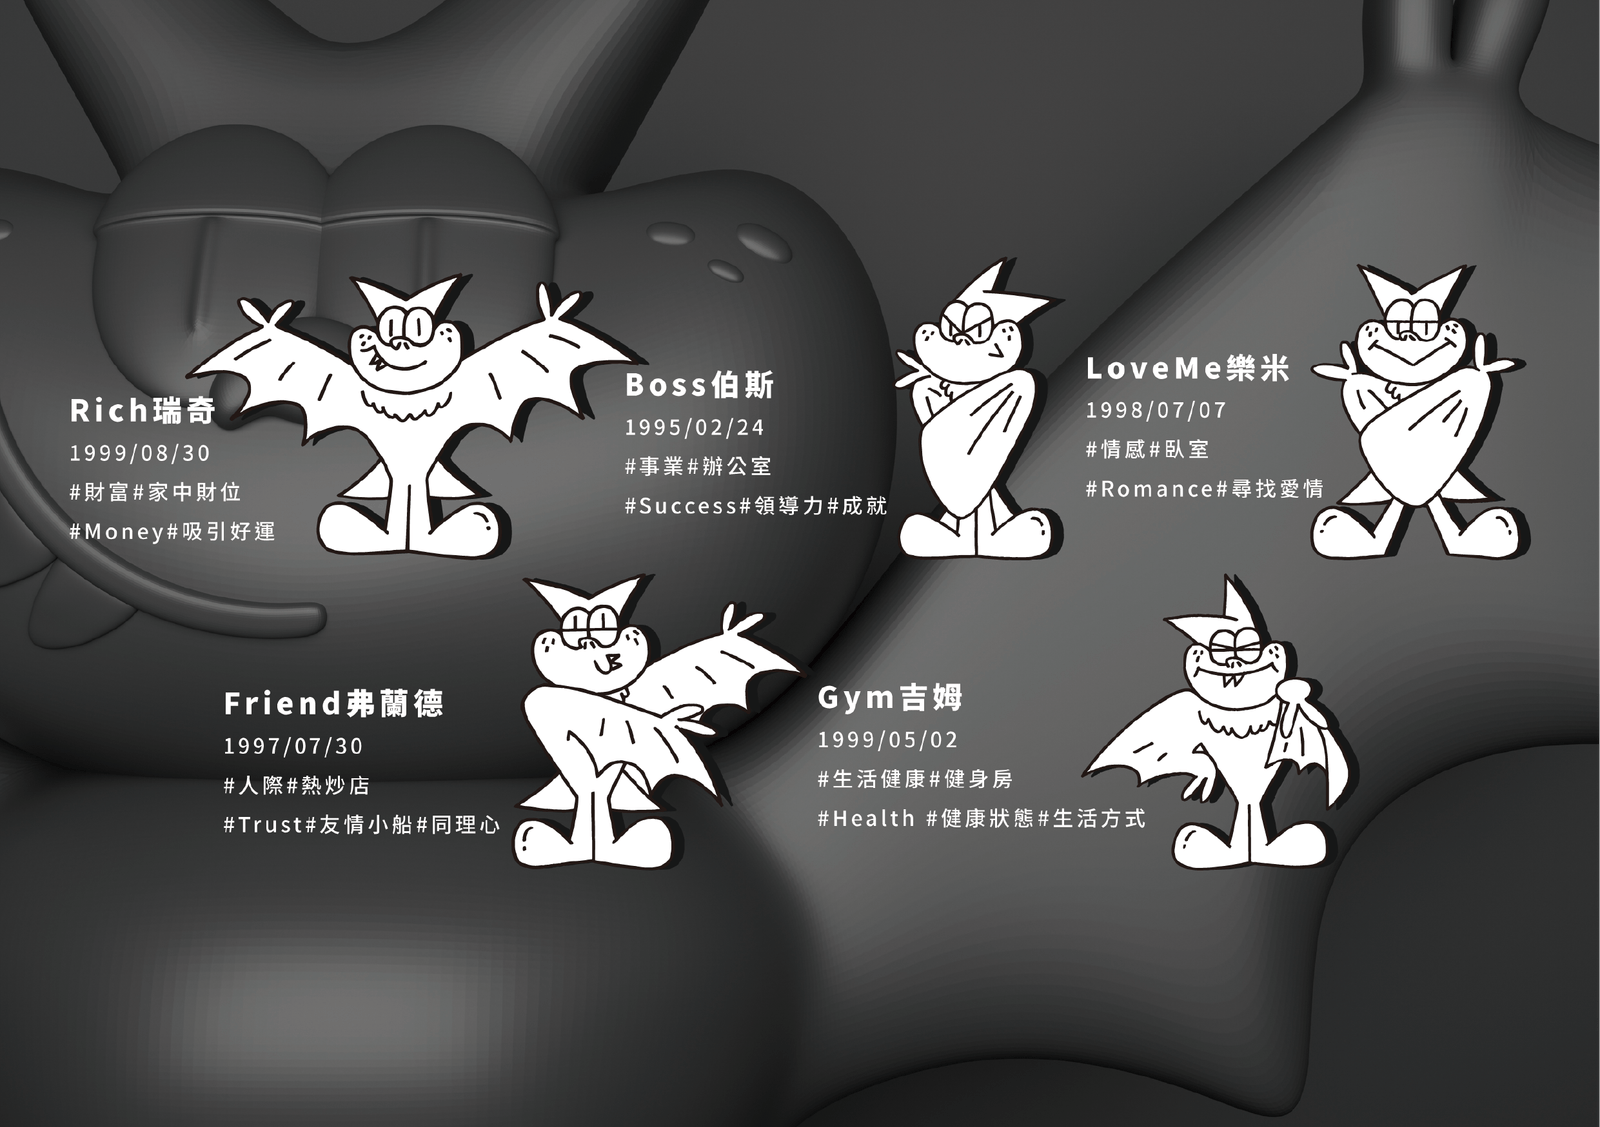 Rich瑞奇
1999/08/30
#財富#家中財位
#Money#吸引好運
Boss伯斯
1995/02/24
#事業#辦公室
#Success#領導力#成就
LoveMe樂米
1998/07/07
#情感#臥室
#Romance#尋找愛情
Friend弗蘭德
1997/07/30
#人際#熱炒店
#Trust#友情小船#同理心
Gym吉姆
1999/05/02
#生活健康#健身房
#Health #健康狀態#生活方式